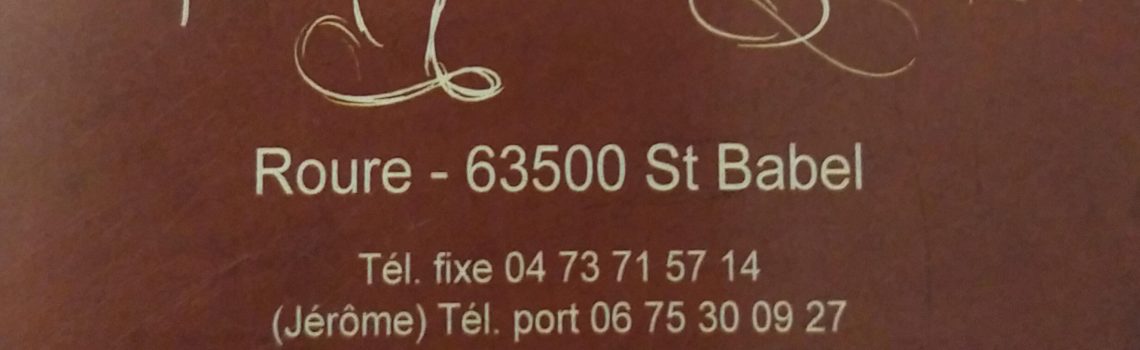 Roure - 63500 St Babel
Tél. fixe 04 73 71 57 14
(Jérôme) Tél. port 06 75 30 09 27